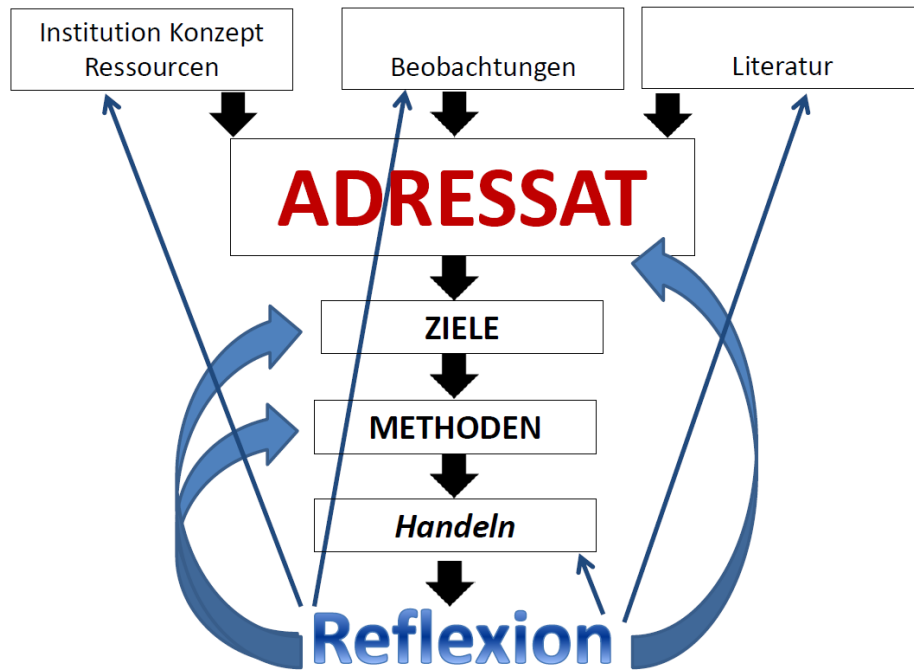 Institution Konzept
Ressourcen
Beobachtungen
Literatur
ADRESSAT
ZIELE
METHODEN
Handeln
Reflexion